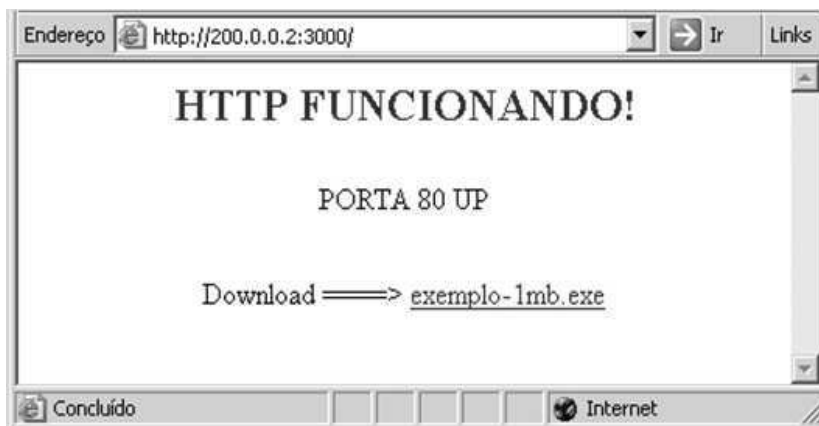 Endereço http://200.0.0.2:3000/ Ir Links
HTTP FUNCIONANDO!
PORTA 80 UP
Download ====> exemplo-1mb.exe
Concluído Internet